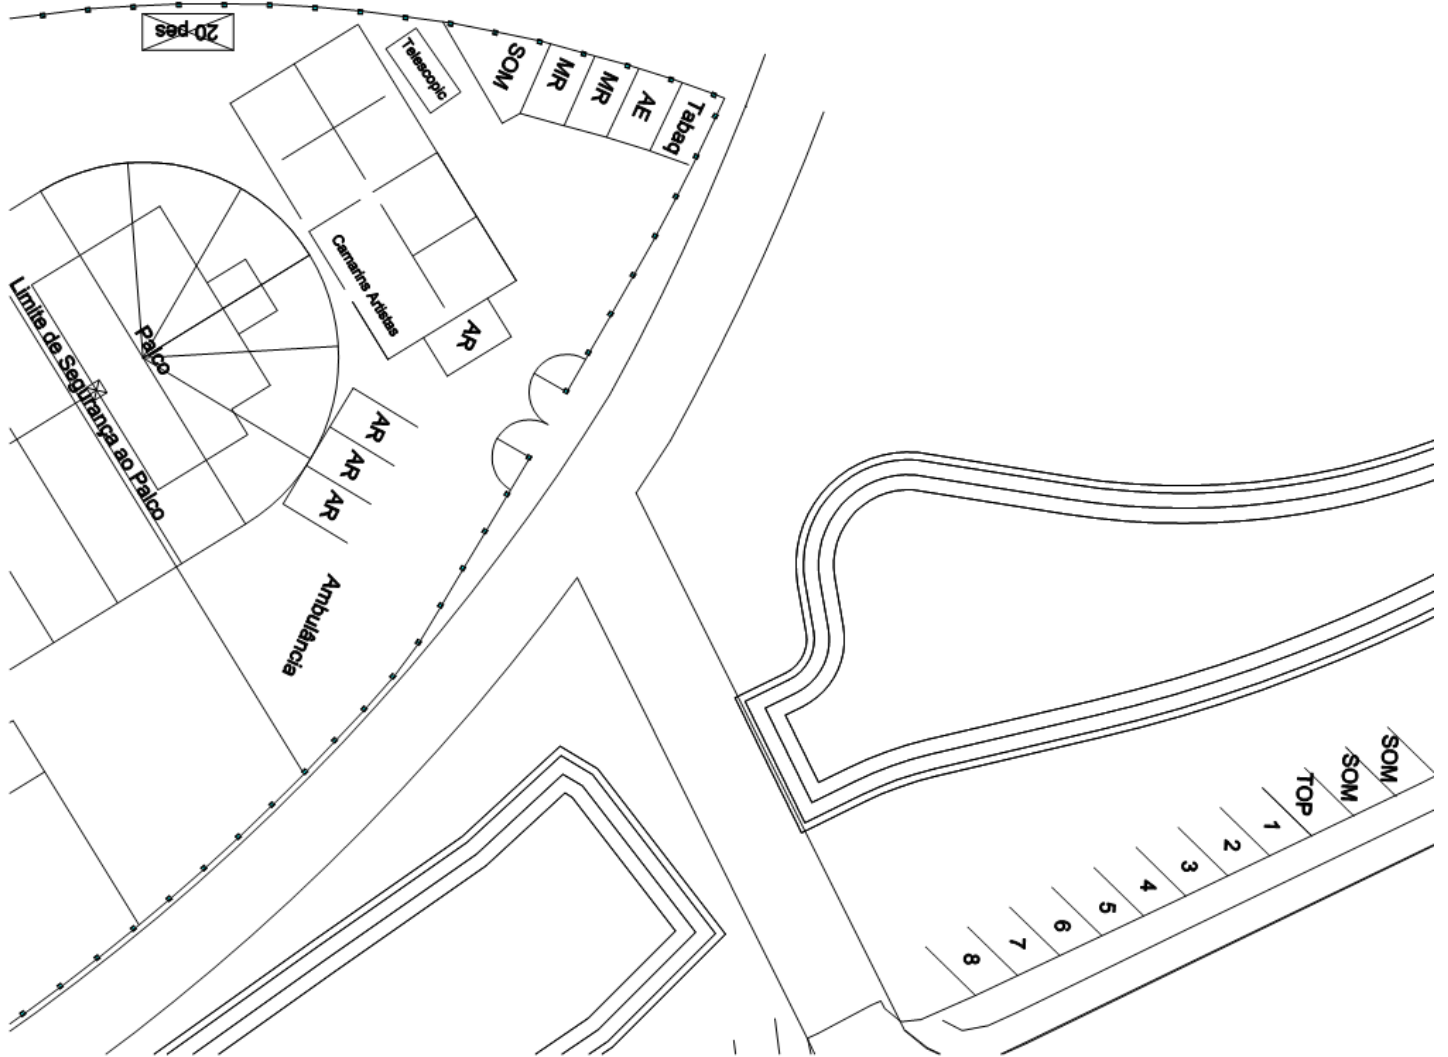 20 pés
Telescopic
SOM
MR
MR
AE
Tabaq
Camarins Artistas
AR
Palco
Limite de Segurança ao Palco
AR
AR
AR
Ambulância
SOM
SOM
TOP
1
2
3
4
5
6
7
8